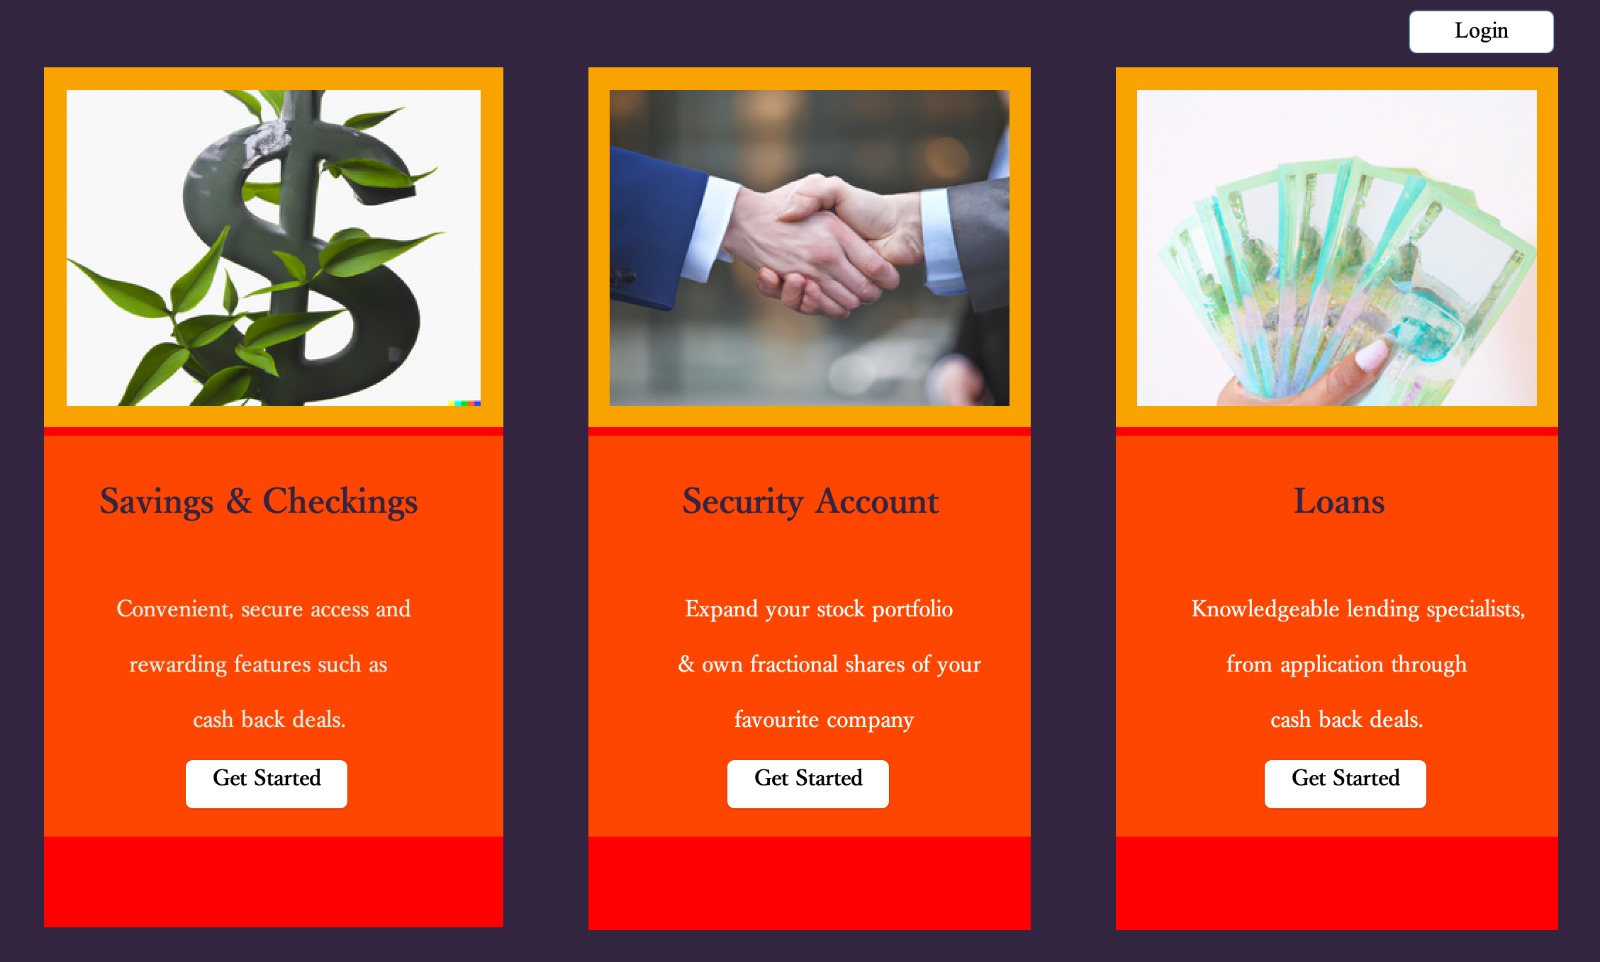 Login
Savings & Checkings
Convenient, secure access and
rewarding features such as
cash back deals.
Get Started
Security Account
Expand your stock portfolio
& own fractional shares of your
favourite company
Get Started
Loans
Knowledgeable lending specialists,
from application through
cash back deals.
Get Started